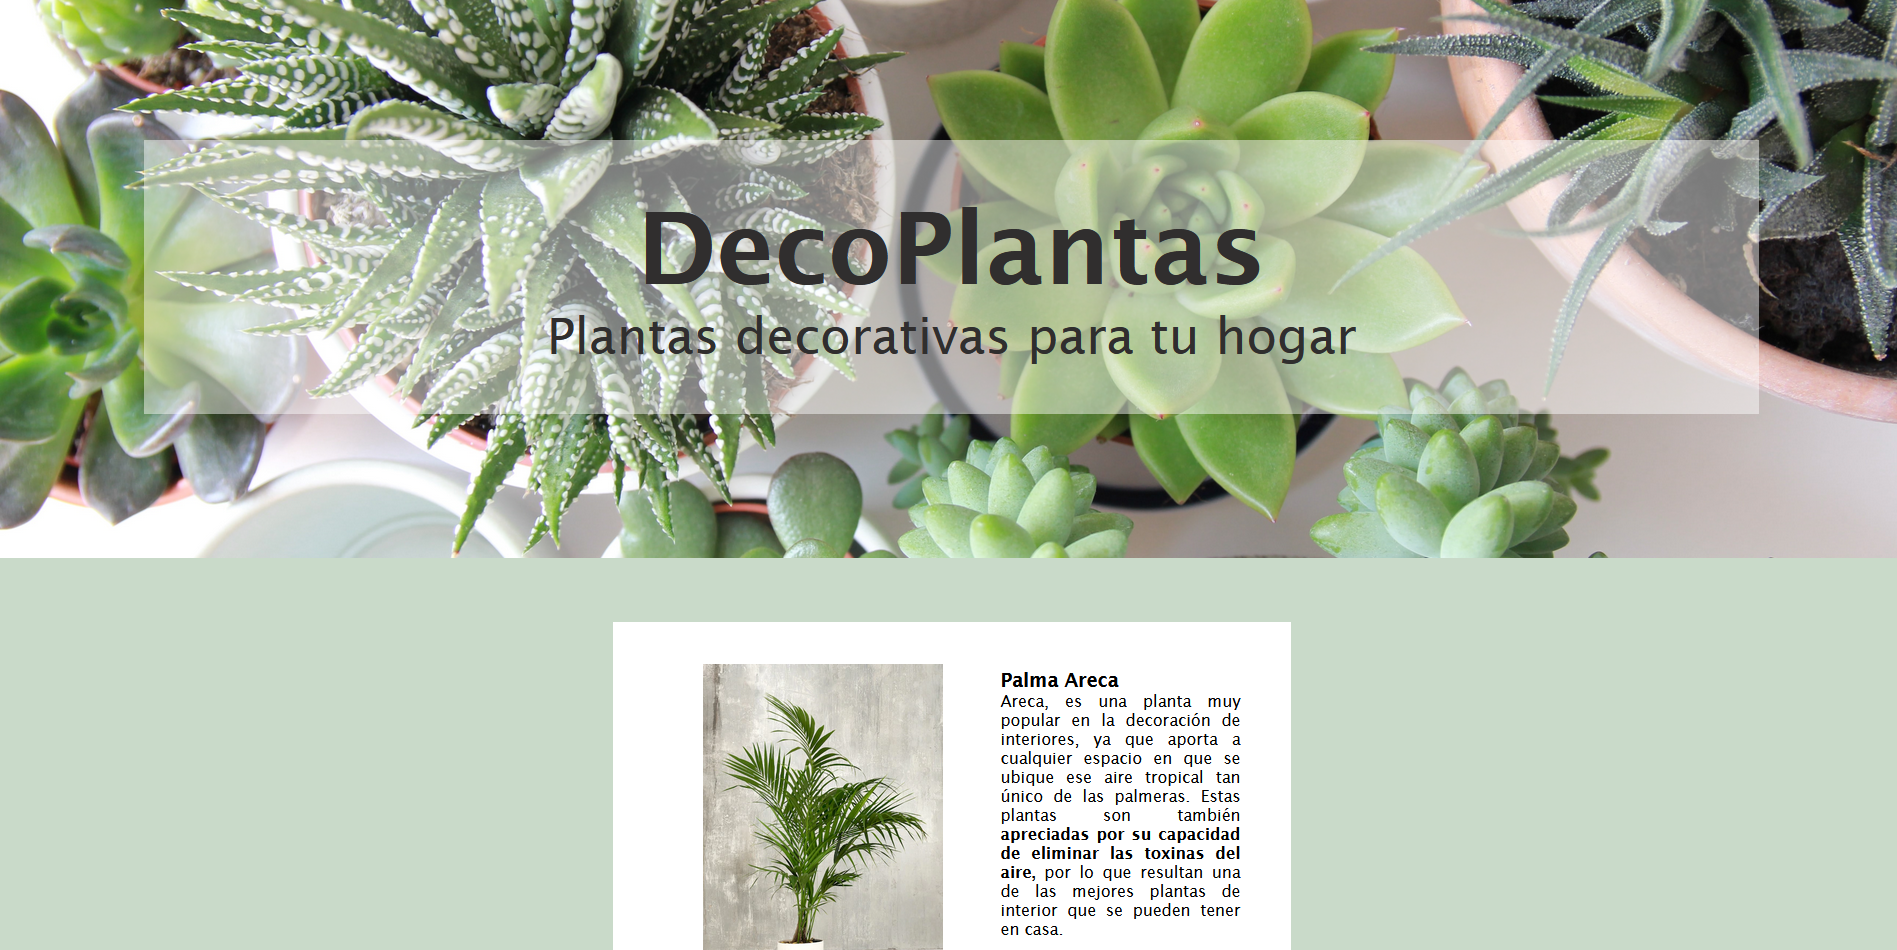 DecoPlantas
Plantas decorativas para tu hogar
Palma Areca
Areca, es una planta muy
popular en la decoración de
interiores, ya que aporta a
cualquier espacio en que se
ubique ese aire tropical tan
único de las palmeras. Estas
plantas son también
apreciadas por su capacidad
de eliminar las toxinas del
aire, por lo que resultan una
de las mejores plantas de
interior que se pueden tener
en casa.